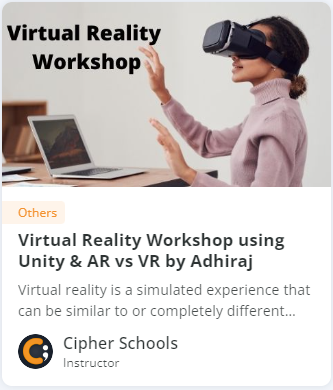 Virtual Reality
Workshop
Others
Virtual Reality Workshop using
Unity & AR vs VR by Adhiraj
Virtual reality is a simulated experience that
can be similar to or completely different...
Cipher Schools
Instructor